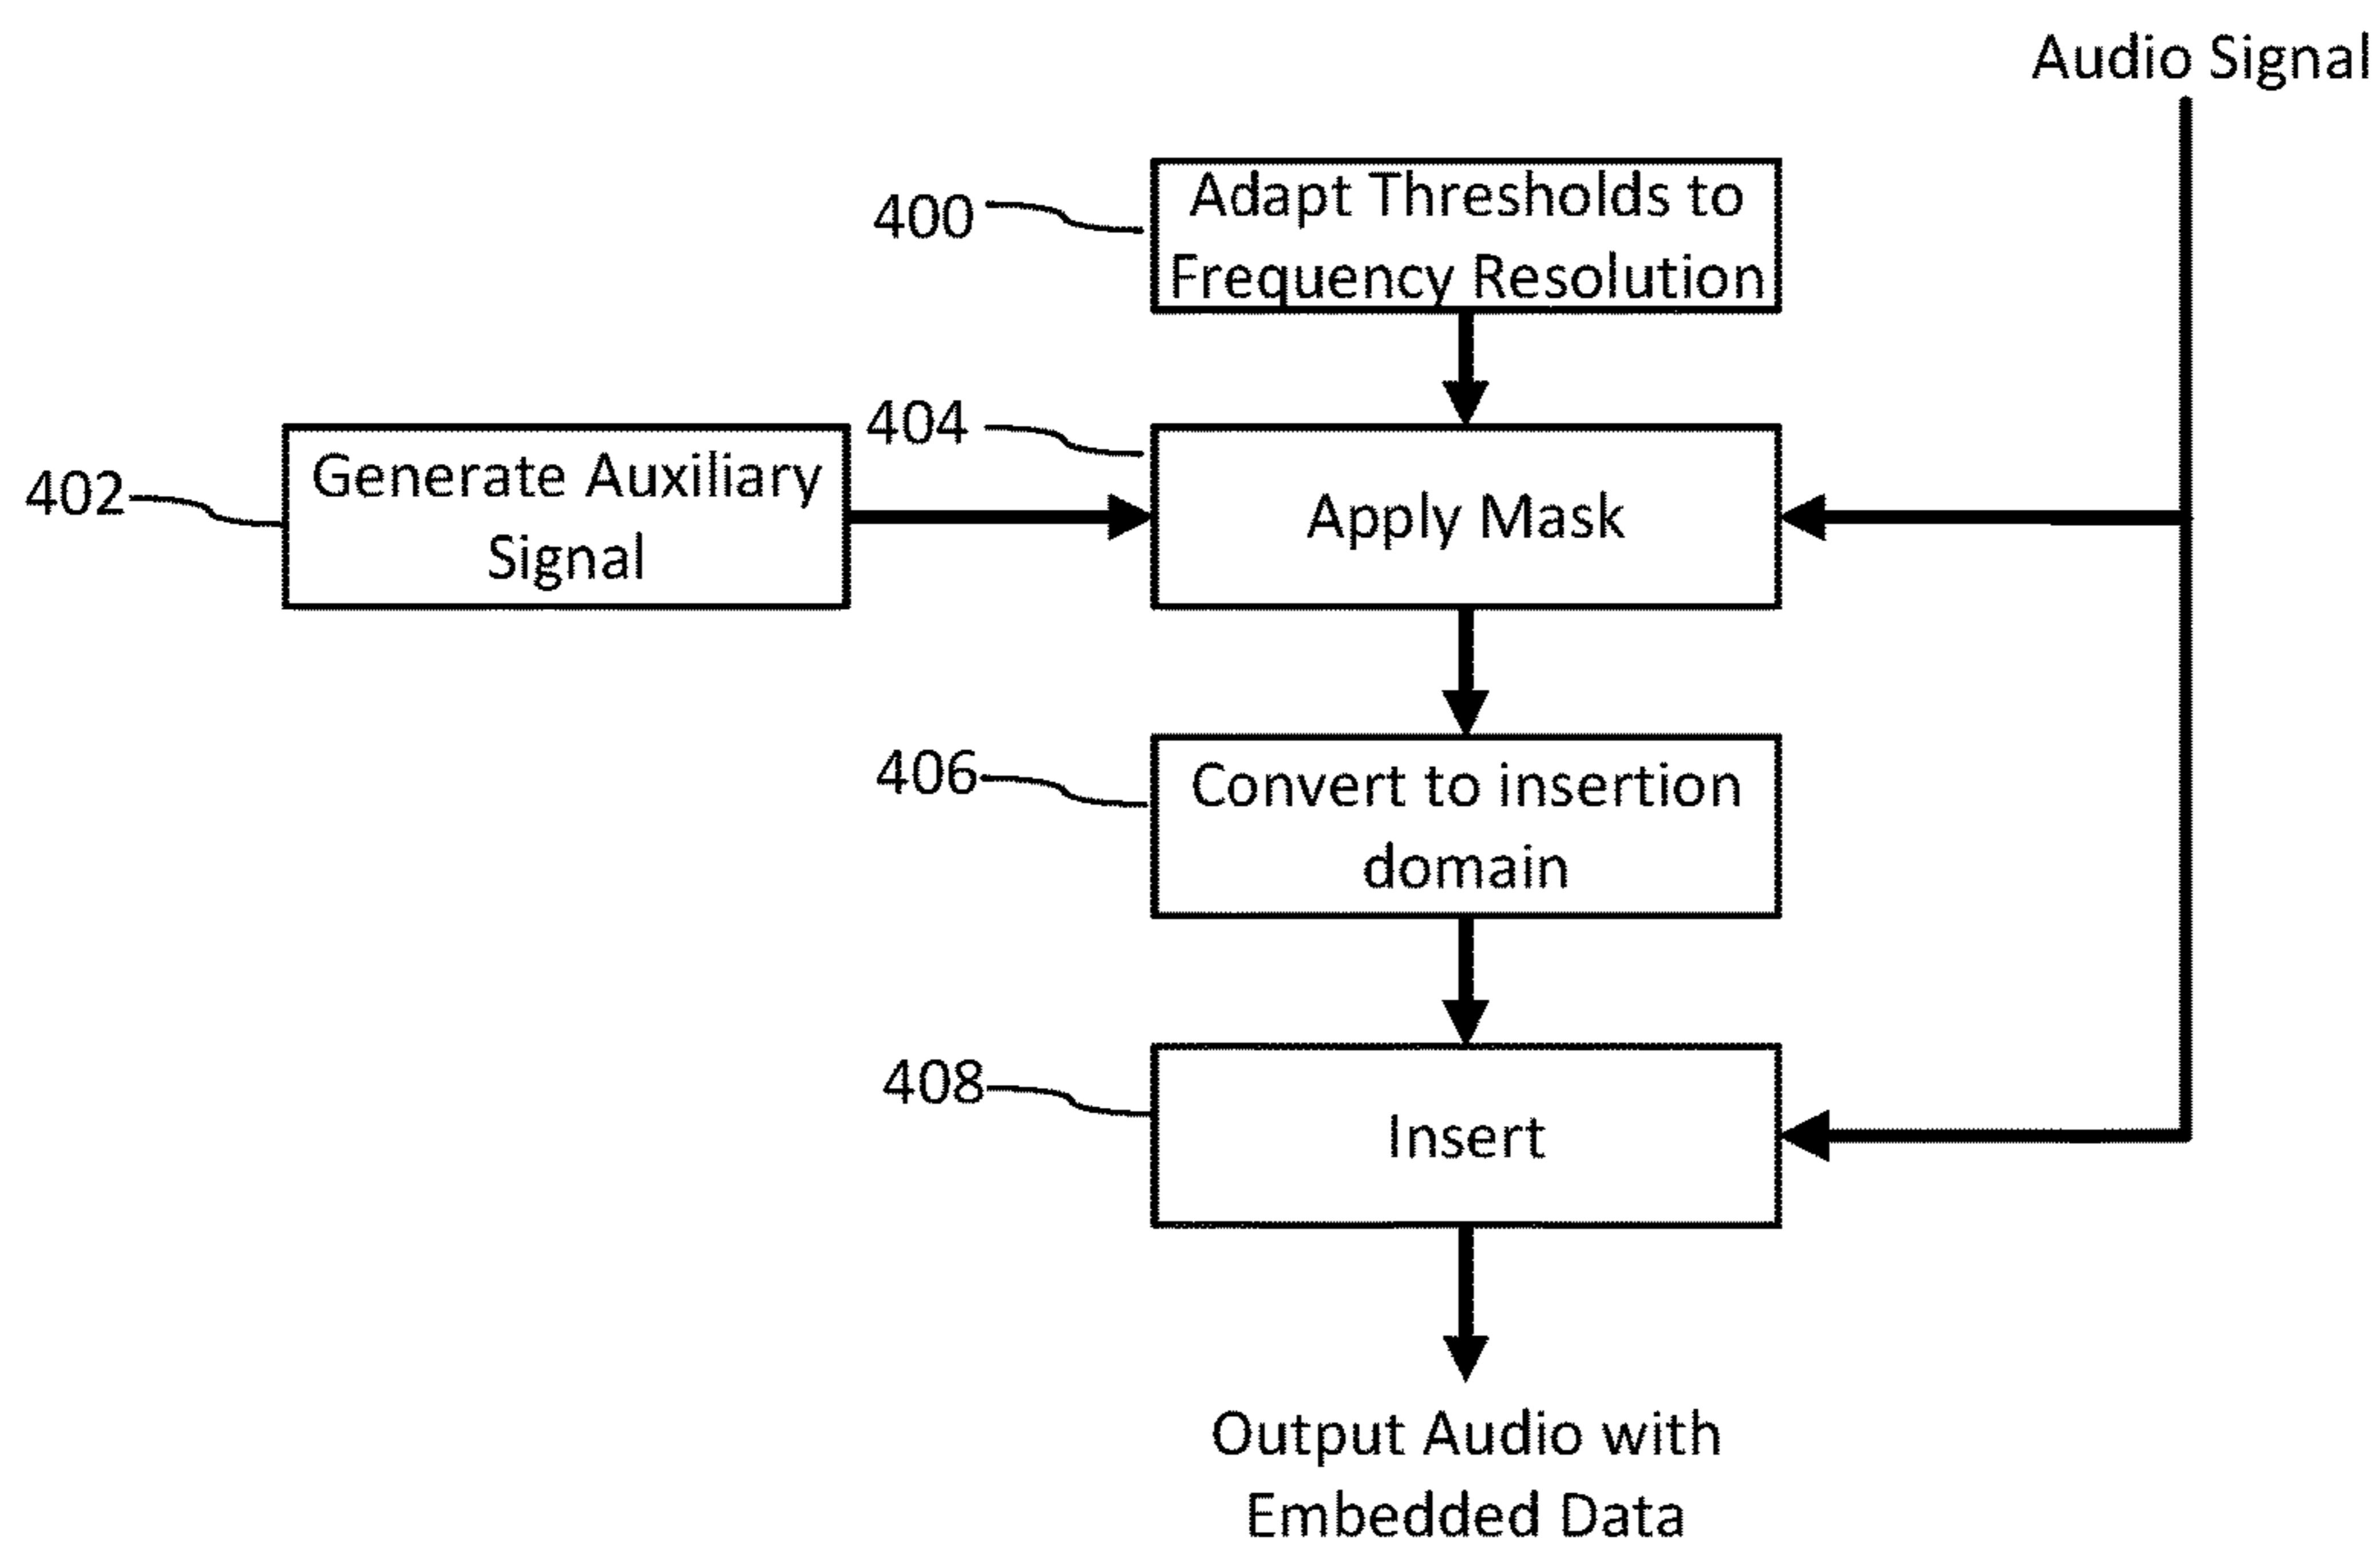 Audio Signal
400
Adapt Thresholds to
Frequency Resolution
404
402
Generate Auxiliary
Signal
Apply Mask
406
Convert to insertion
domain
408
Insert
Output Audio with
Embedded Data